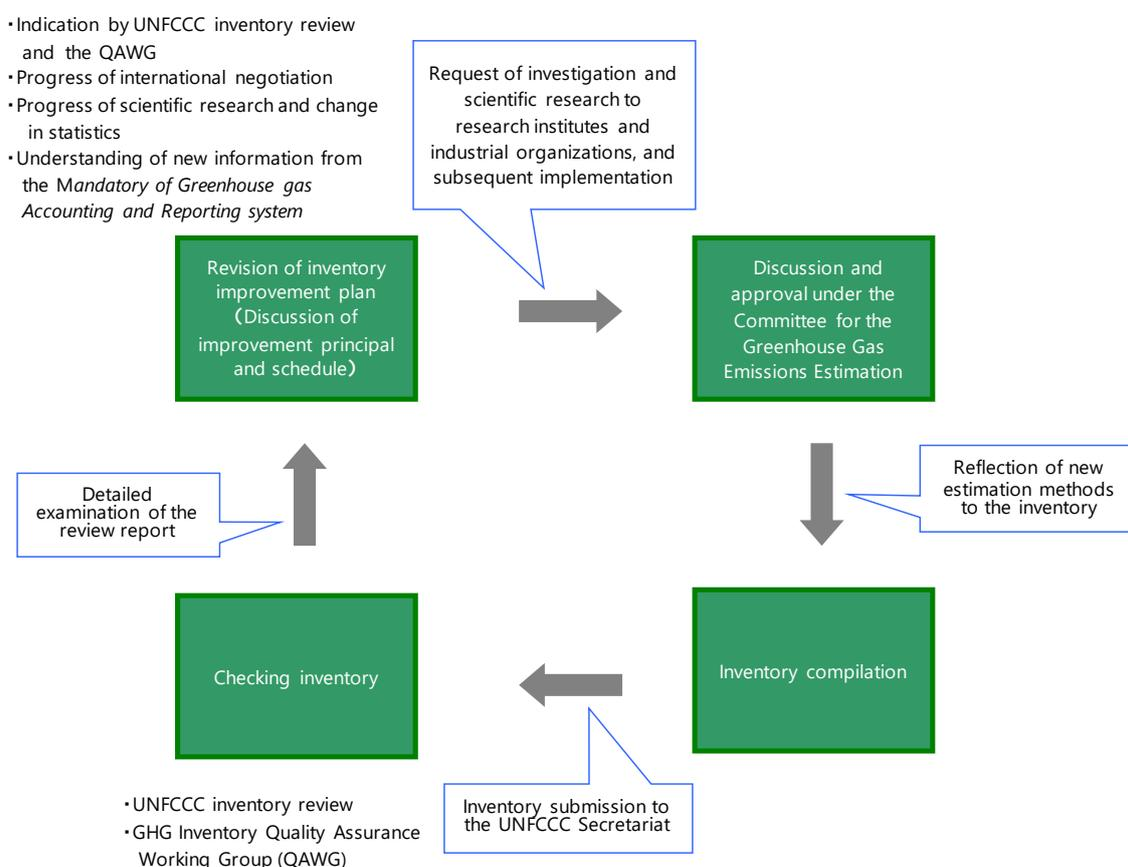 ・Indication by UNFCCC inventory review
and the QAWG
・Progress of international negotiation
・Progress of scientific research and change
in statistics
・Understanding of new information from
the Mandatory of Greenhouse gas
Accounting and Reporting system
Request of investigation and
scientific research to
research institutes and
industrial organizations, and
subsequent implementation
Revision of inventory
improvement plan
(Discussion of
improvement principal
and schedule)
Discussion and
approval under the
Committee for the
Greenhouse Gas
Emissions Estimation
Detailed
examination of the
review report
Reflection of new
estimation methods
to the inventory
Checking inventory
Inventory compilation
Inventory submission to
the UNFCCC Secretariat
・UNFCCC inventory review
・GHG Inventory Quality Assurance
Working Group (QAWG)